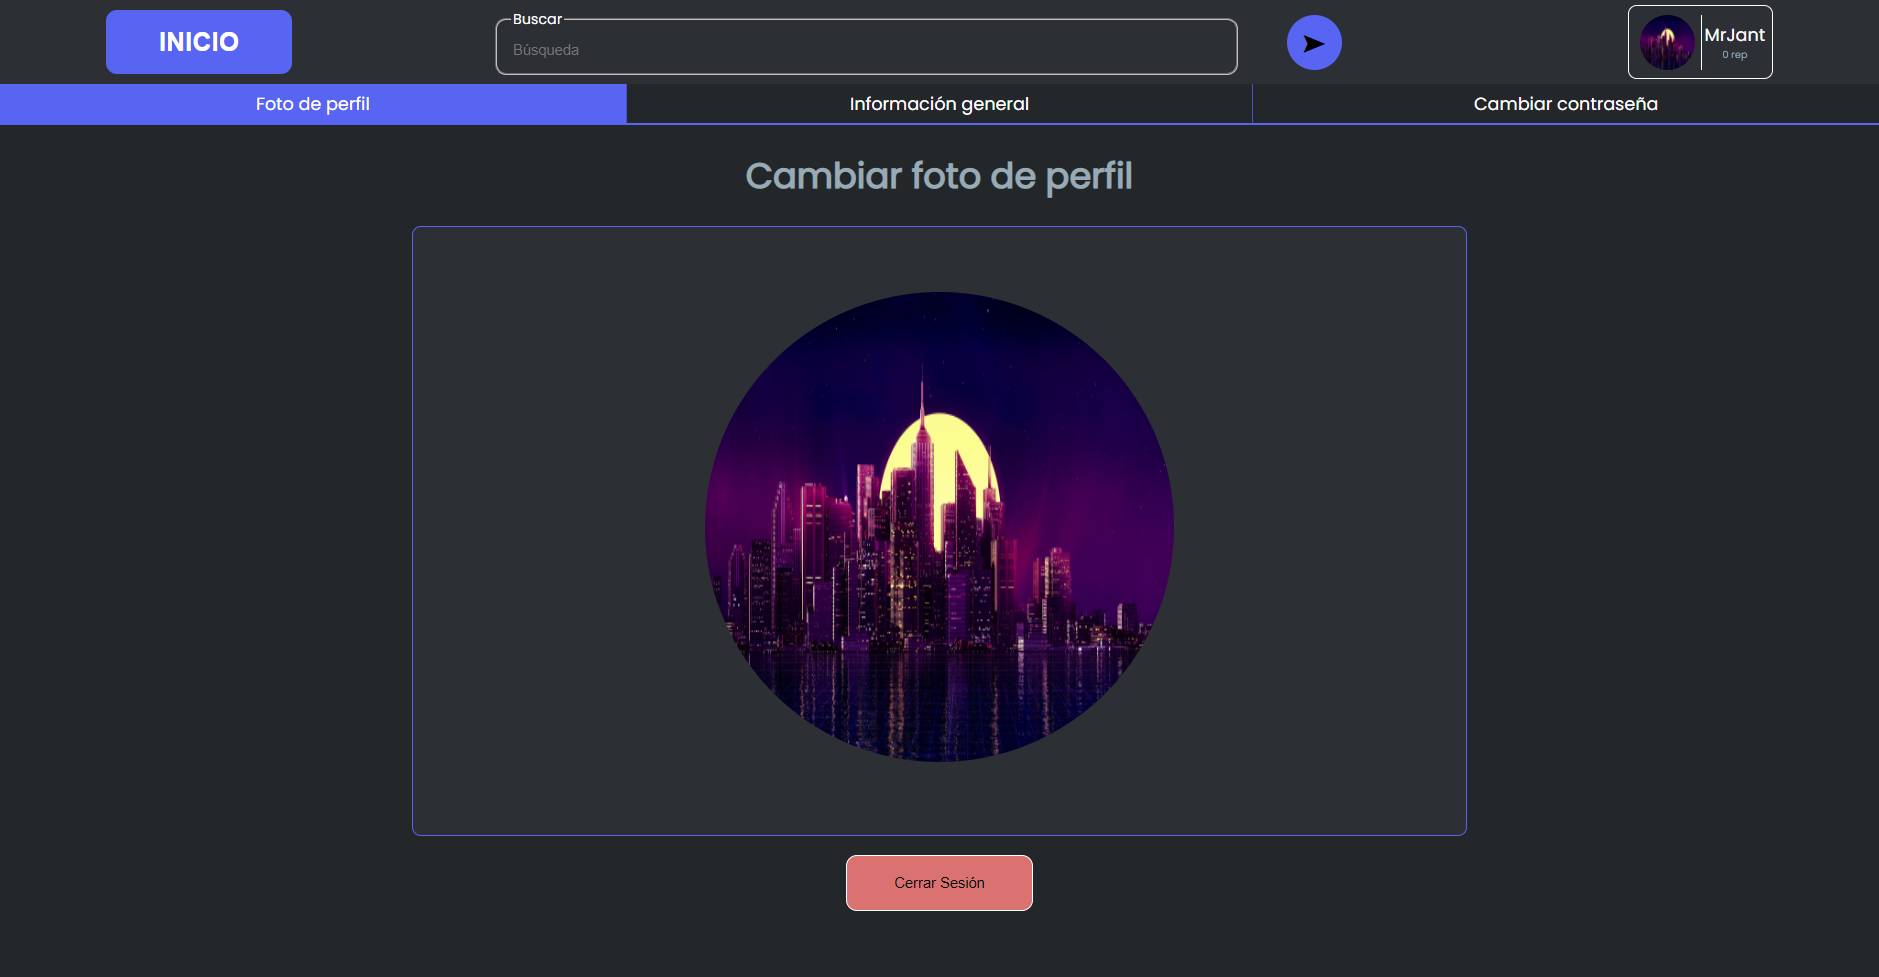 INICIO
Buscar
Búsqueda
MrJant
0 rep
Foto de perfil
Información general
Cambiar contraseña
Cambiar foto de perfil
Cerrar Sesión